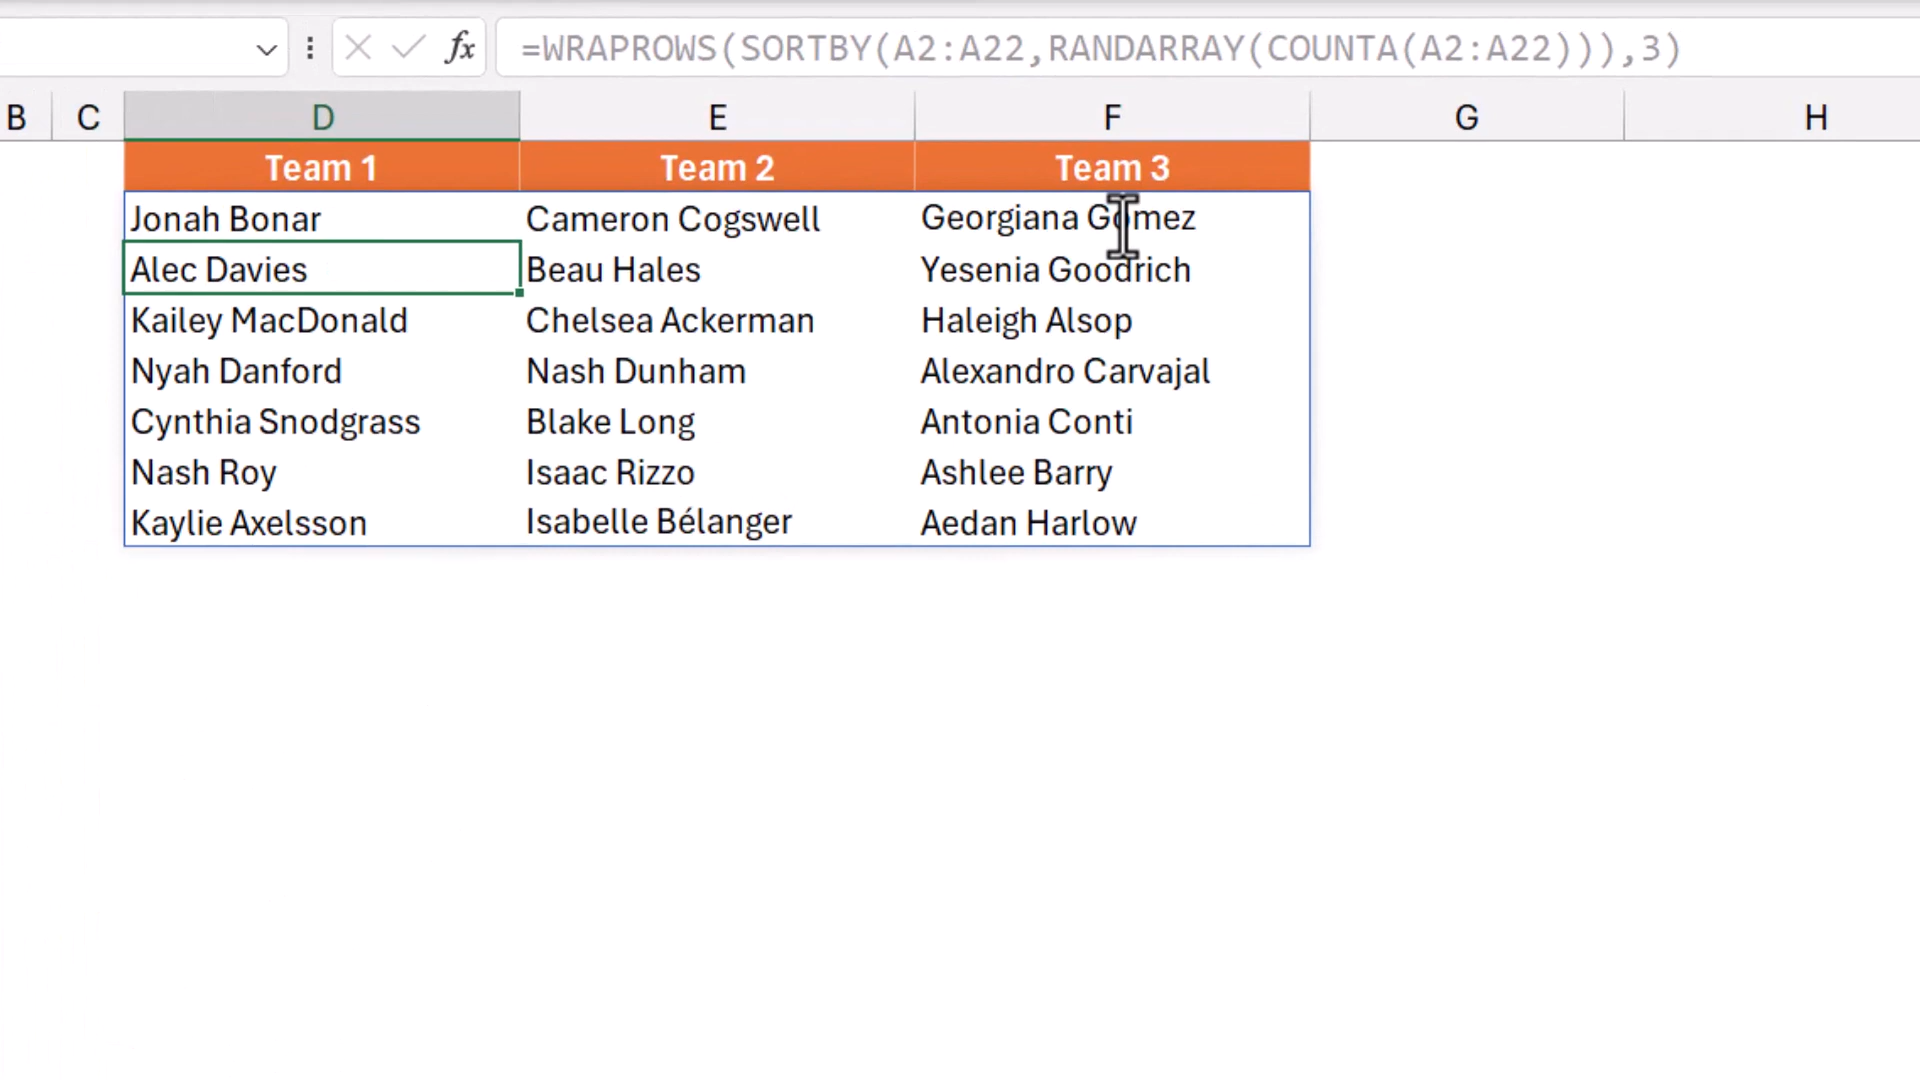 fx =WRAPROWS(SORTBY(A2:A22,RANDARRAY(COUNTA(A2:A22))),3)
B C D E F G H
Team 1 Team 2 Team 3
Jonah Bonar Cameron Cogswell Georgiana Gomez
Alec Davies Beau Hales Yesenia Goodrich
Kailey MacDonald Chelsea Ackerman Haleigh Alsop
Nyah Danford Nash Dunham Alexandro Carvajal
Cynthia Snodgrass Blake Long Antonia Conti
Nash Roy Isaac Rizzo Ashlee Barry
Kaylie Axelsson Isabelle Bélanger Aedan Harlow